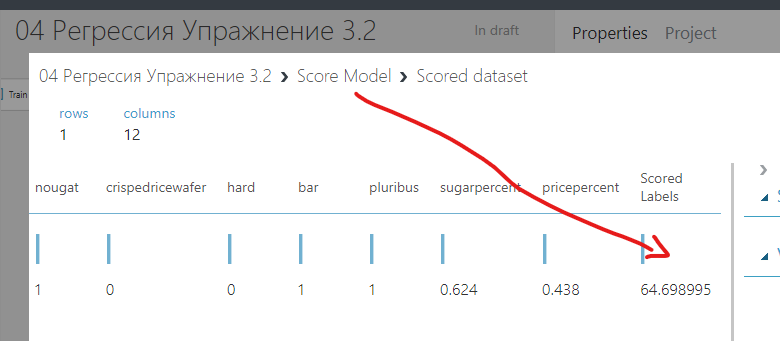 04 Регрессия Упражнение 3.2
In draft
Properties Project
Train
04 Регрессия Упражнение 3.2 › Score Model › Scored dataset
rows columns
1 12
nougat crispedricewafer hard bar pluribus sugarpercent pricepercent Scored Labels
1 0 0 1 1 0.624 0.438 64.698995